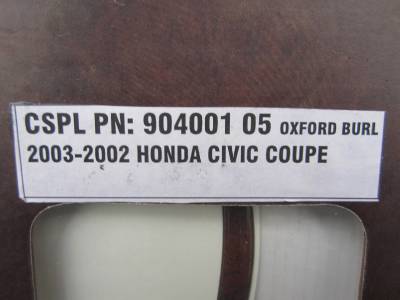 CSPL PN: 904001 05 OXFORD BURL
2003-2002 HONDA CIVIC COUPE